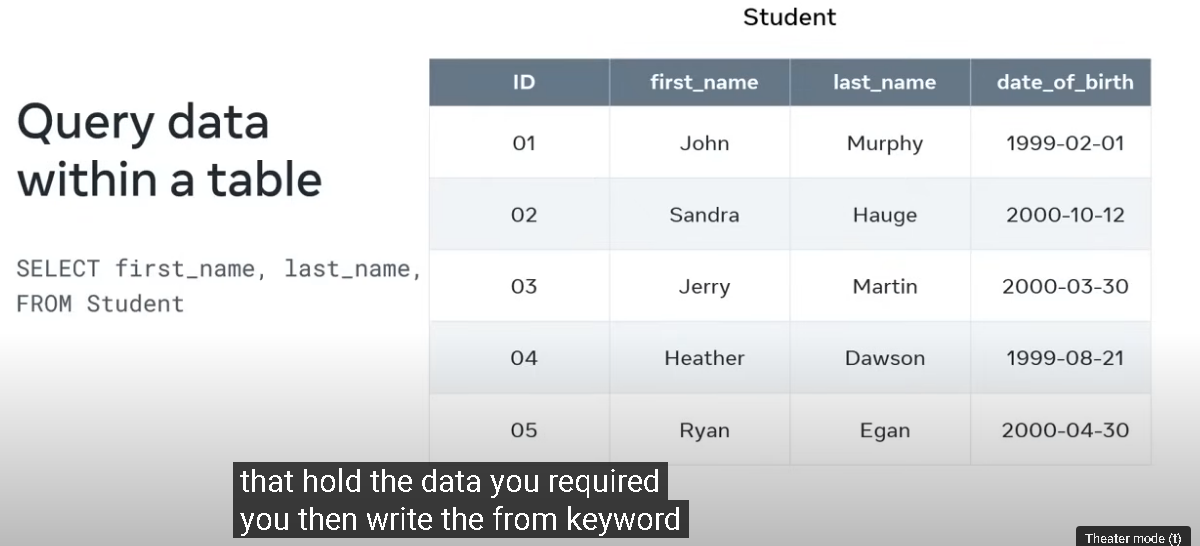 Student
Query data
within a table
SELECT first_name, last_name,
FROM Student
ID first_name last_name date_of_birth
01 John Murphy 1999-02-01
02 Sandra Hauge 2000-10-12
03 Jerry Martin 2000-03-30
04 Heather Dawson 1999-08-21
05 Ryan Egan 2000-04-30
that hold the data you required
you then write the from keyword
Theater mode (t)